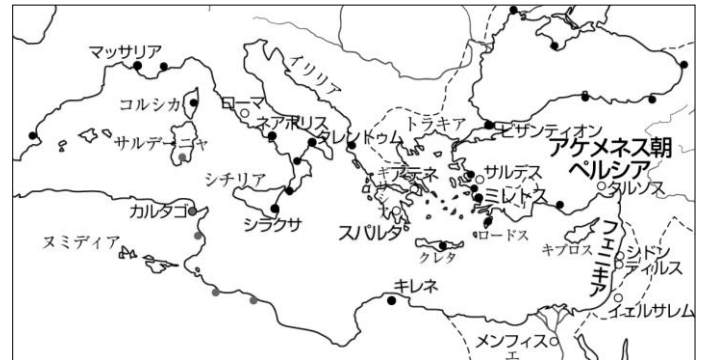 マッサリア
イリリア
コルシカ
ローマ
ネアポリス
トラキア
ビザンティオン
サルデーニャ
タレントゥム
アケメネス朝
ペルシア
ギリシア
アテネ
サルデス
タルソス
シチリア
ミレトス
カルタゴ
シラクサ
スパルタ
ロードス
キプロス
フェニキア
ヌミディア
クレタ
シドン
ティルス
キレネ
イェルサレム
メンフィス
エ